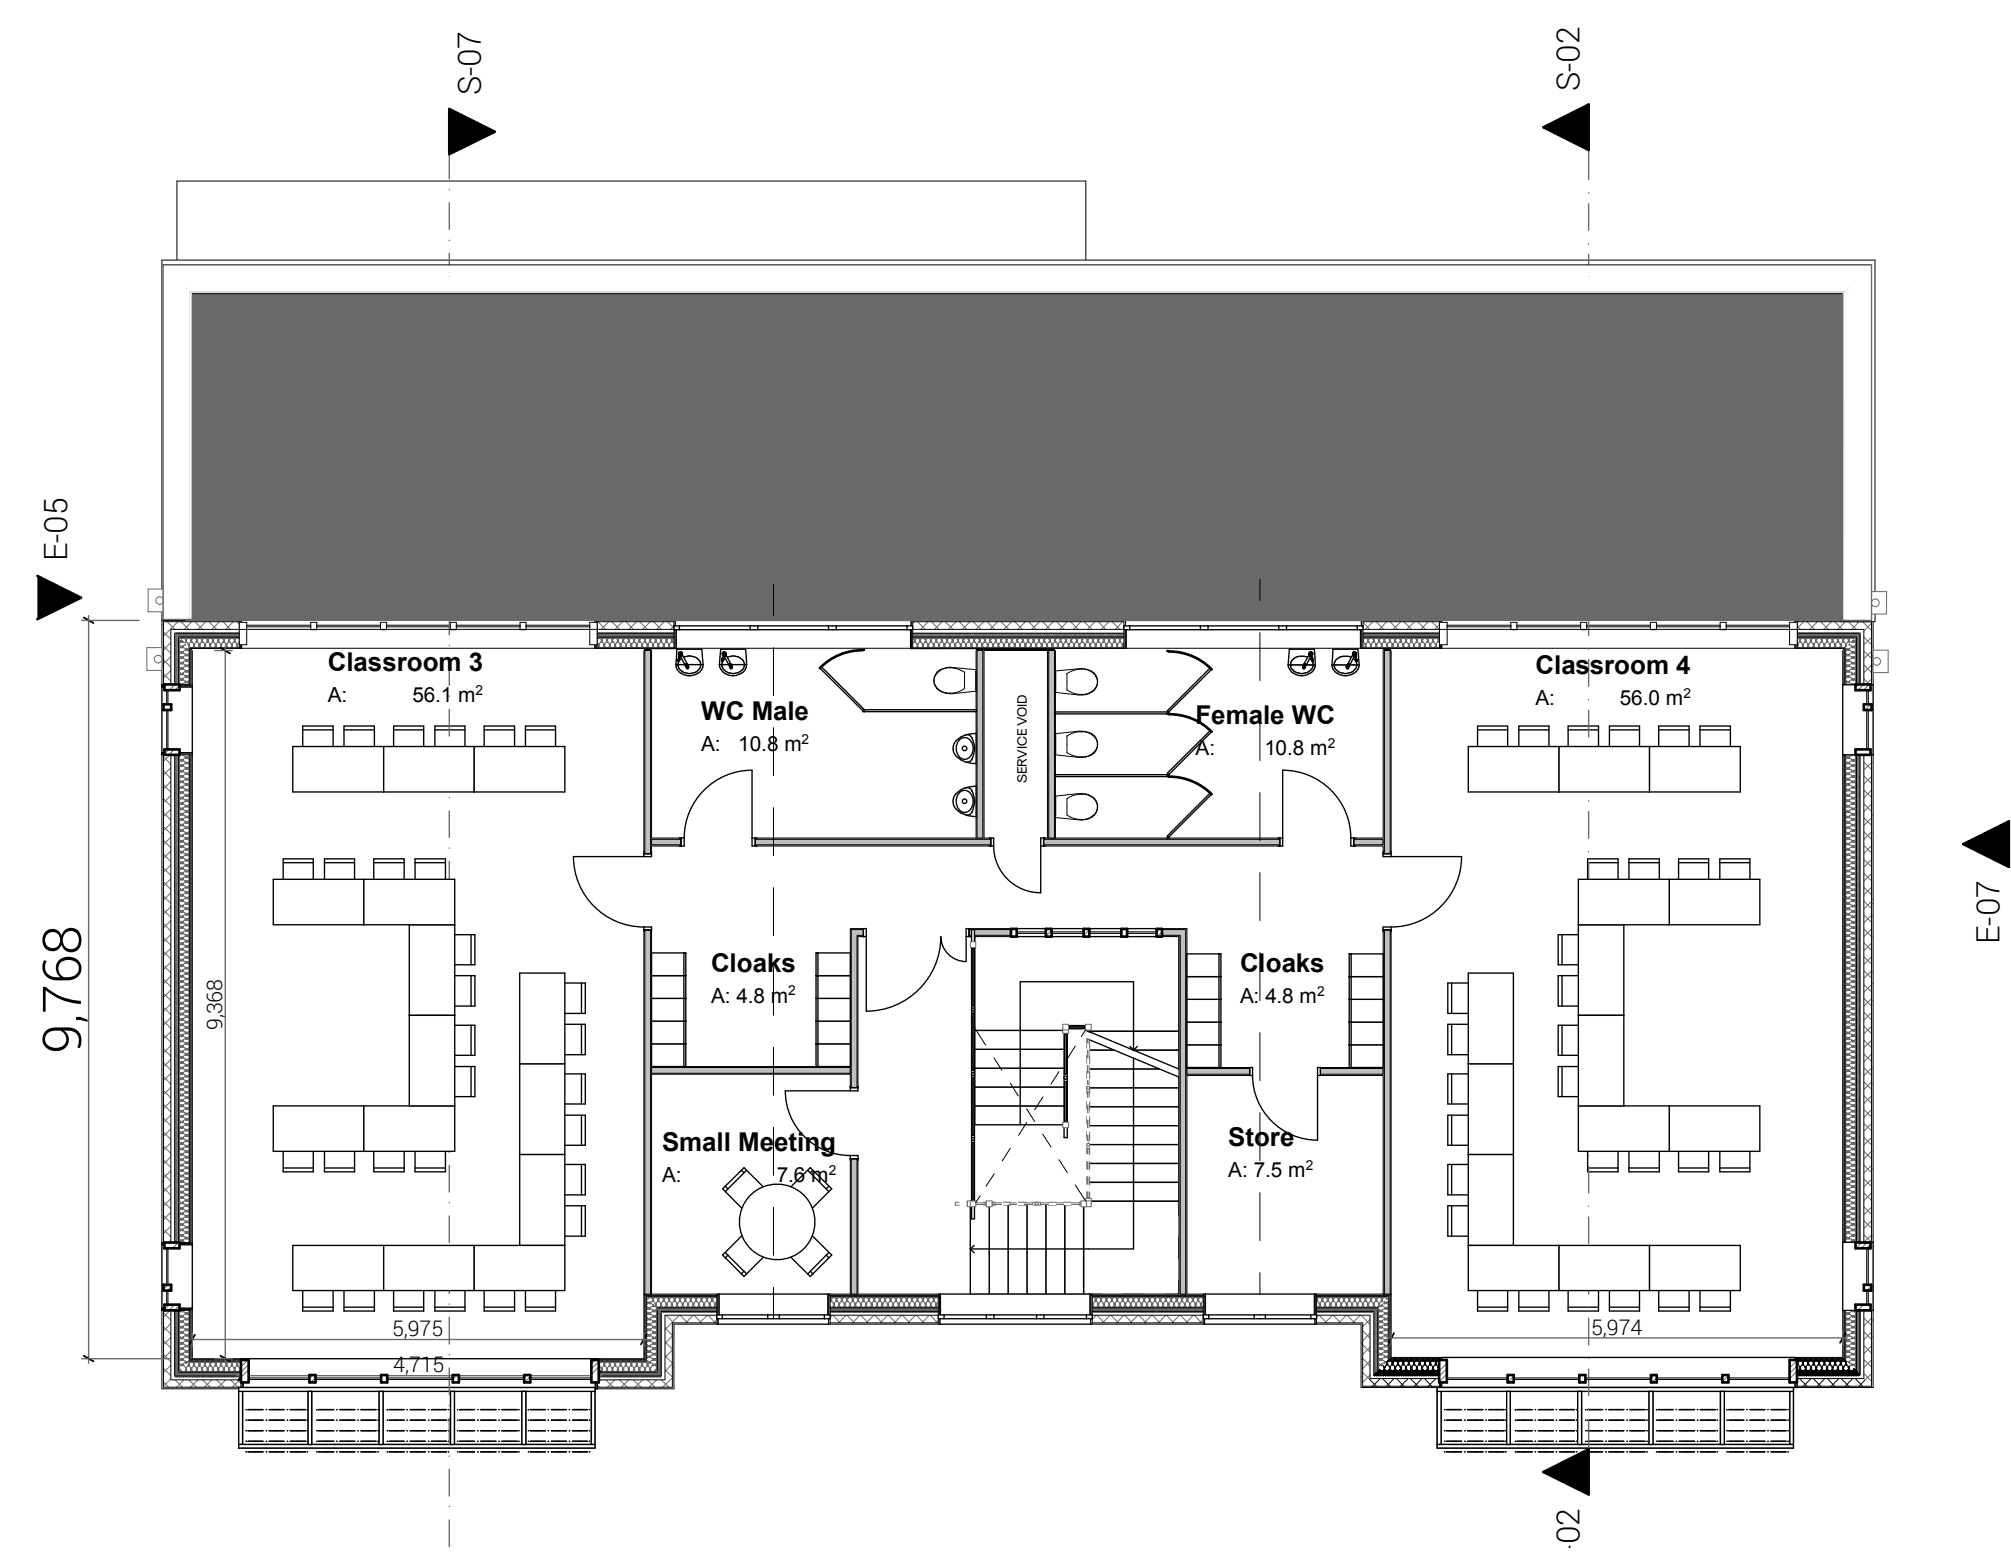 S-07
S-02
E-05
Classroom 3
A: 56.1 m²
WC Male
A: 10.8 m²
SERVICE VOID
Female WC
A: 10.8 m²
Classroom 4
A: 56.0 m²
E-07
9,768
9,368
Cloaks
A: 4.8 m²
Cloaks
A: 4.8 m²
Small Meeting
A: 7.6 m²
Store
A: 7.5 m²
5,975
4,715
5,974
-02